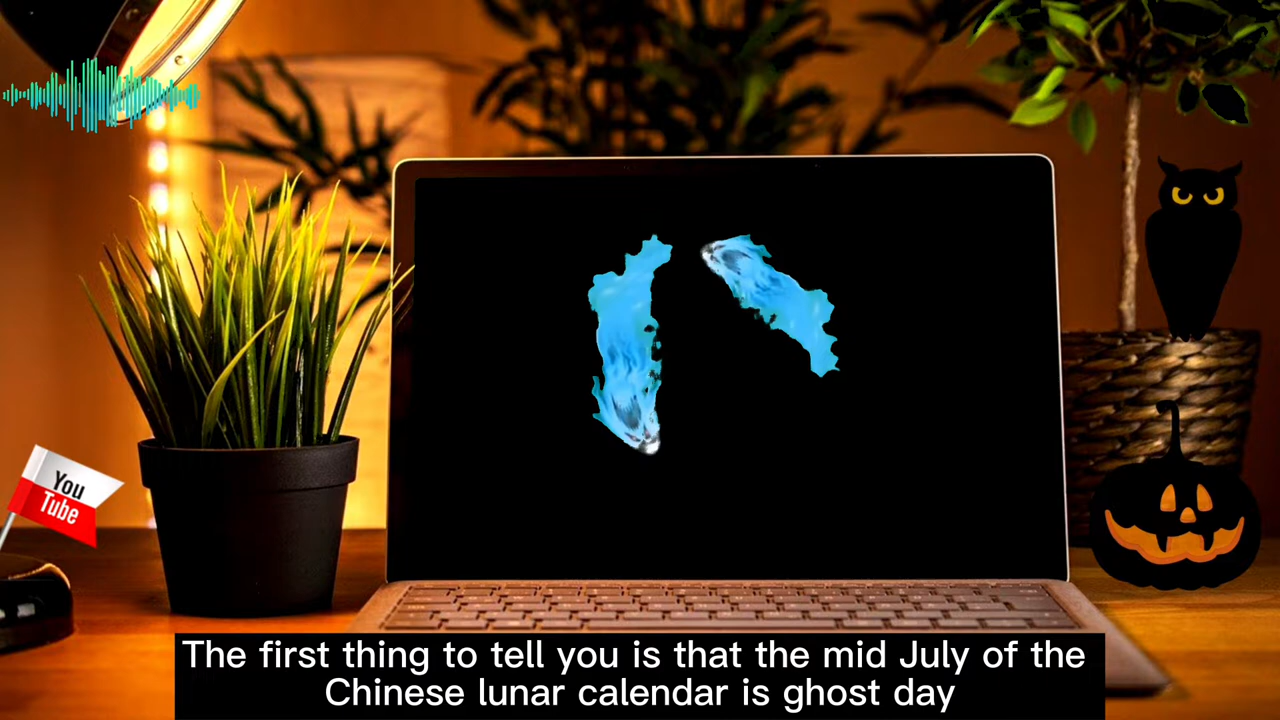 You
Tube
The first thing to tell you is that the mid July of the
Chinese lunar calendar is ghost day